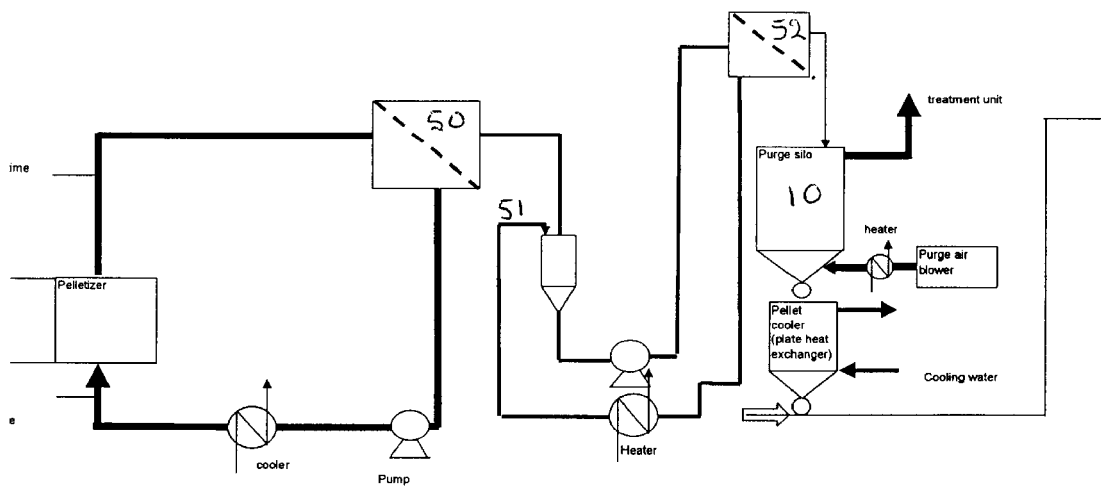 52
50
treatment unit
Purge silo
10
ime
51
heater
Purge air
blower
Pelletizer
Pellet
cooler
(plate heat
exchanger)
Cooling water
e
cooler
Heater
Pump